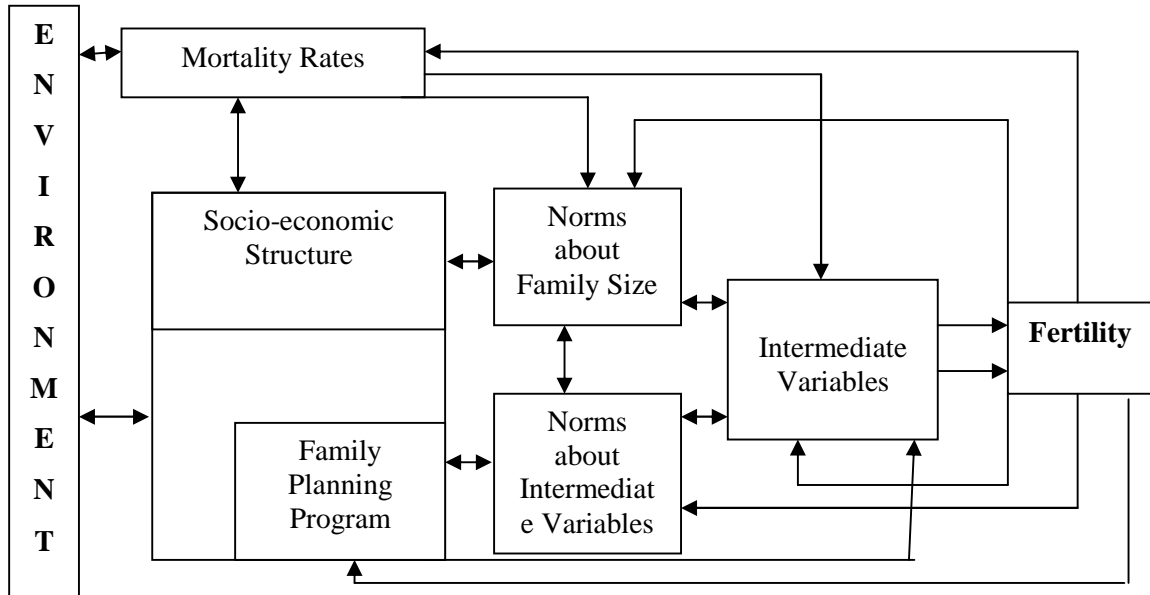 E
N
V
I
R
O
N
M
E
N
T
Mortality Rates
Socio-economic
Structure
Norms
about
Family Size
Intermediate
Variables
Fertility
Family
Planning
Program
Norms
about
Intermediat
e Variables